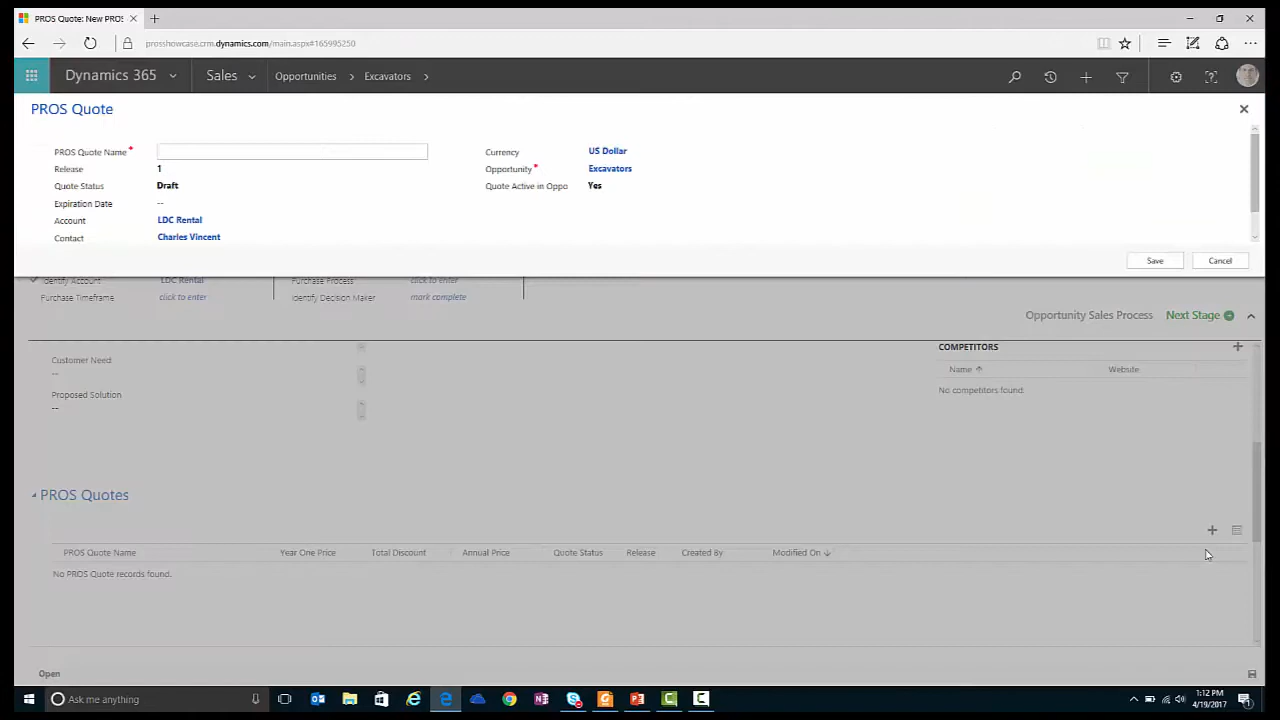 PROS Quote: New PROS
prosshowcase.crm.dynamics.com/main.aspx#165995250
Dynamics 365 Sales Opportunities > Excavators >
PROS Quote
PROS Quote Name * Currency US Dollar
Release 1 Opportunity * Excavators
Quote Status Draft Quote Active in Oppo Yes
Expiration Date --
Account LDC Rental
Contact Charles Vincent
Save Cancel
Identify Account LDC Rental Purchase Process click to enter
Purchase Timeframe click to enter Identify Decision Maker mark complete
Opportunity Sales Process Next Stage
COMPETITORS
Customer Need
Name Website
--
No competitors found.
Proposed Solution
--
PROS Quotes
PROS Quote Name Year One Price Total Discount Annual Price Quote Status Release Created By Modified On
No PROS Quote records found.
Open
Ask me anything
1:12 PM
4/19/2017